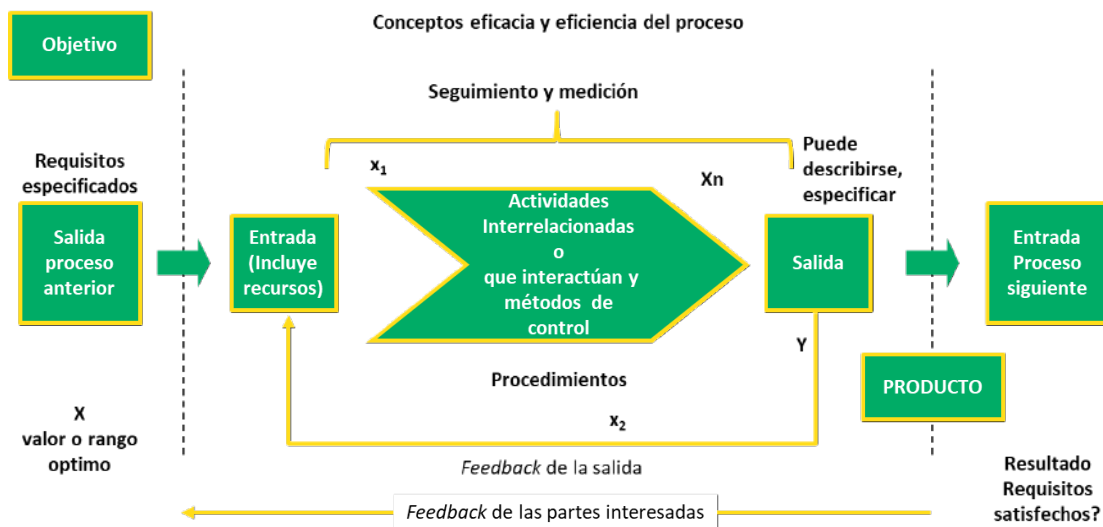 Conceptos eficacia y eficiencia del proceso
Objetivo
Seguimiento y medición
Requisitos
especificados
x1
Xn
Puede
describirse,
especificar
Salida
proceso
anterior
Entrada
(Incluye
recursos)
Actividades
Interrelacionadas
o
que interactúan y
métodos de
control
Salida
Entrada
Proceso
siguiente
Y
Procedimientos
PRODUCTO
X
valor o rango
optimo
x2
Feedback de la salida
Resultado
Requisitos
satisfechos?
Feedback de las partes interesadas